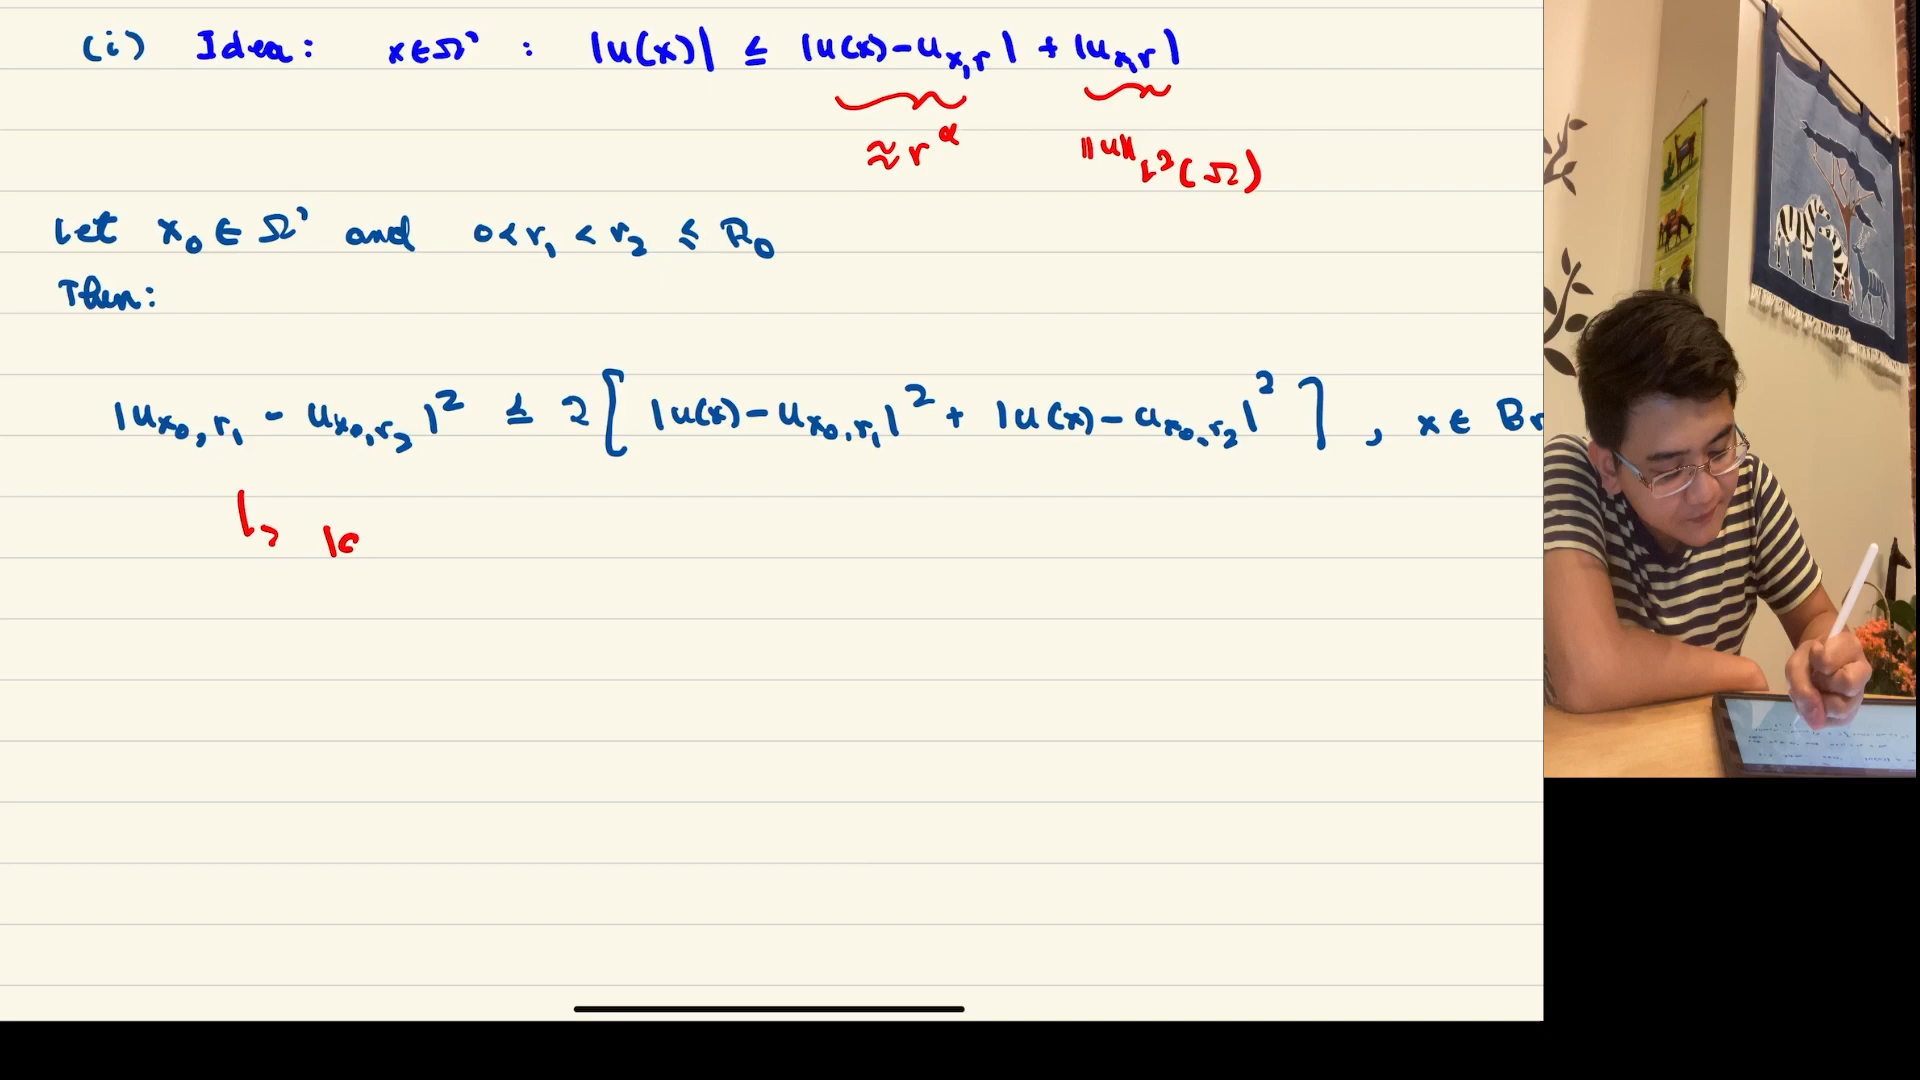 (i) Idea: x∈Ω' : |u(x)| ≤ |u(x)-u_{x,r}| + |u_{x,r}|
≈ r^α ||u||_{L²(Ω)}
Let x₀ ∈ Ω' and 0<r₁ < r₂ ≤ R₀
Then:
|u_{x₀,r₁} - u_{x₀,r₂}|² ≤ 2[ |u(x)-u_{x₀,r₁}|² + |u(x)-u_{x₀,r₂}|² ] , x∈ Br